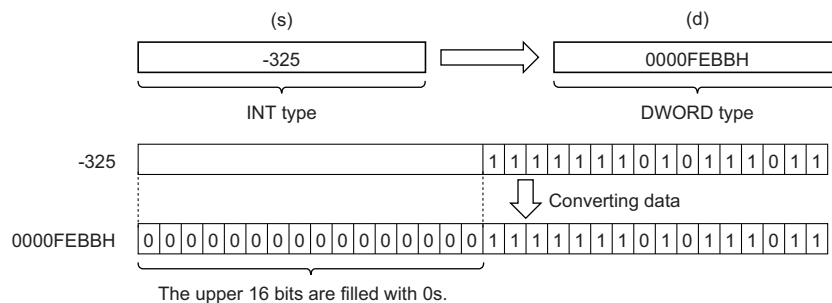 (s) (d)
-325 0000FEBBH
INT type DWORD type
-325 1 1 1 1 1 1 1 0 1 0 1 1 1 0 1 1
Converting data
0000FEBBH 0 0 0 0 0 0 0 0 0 0 0 0 0 0 0 0 1 1 1 1 1 1 1 0 1 0 1 1 1 0 1 1
The upper 16 bits are filled with 0s.